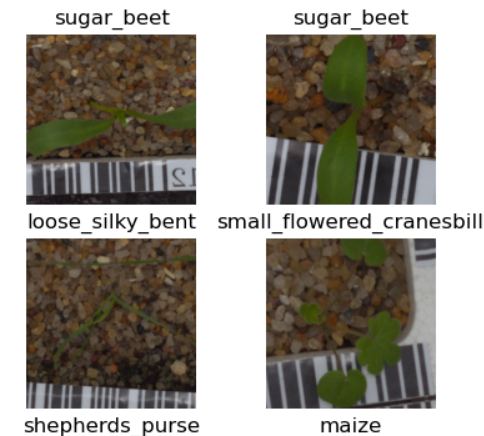 sugar_beet sugar_beet
loose_silky_bent small_flowered_cranesbill
shepherds_purse maize